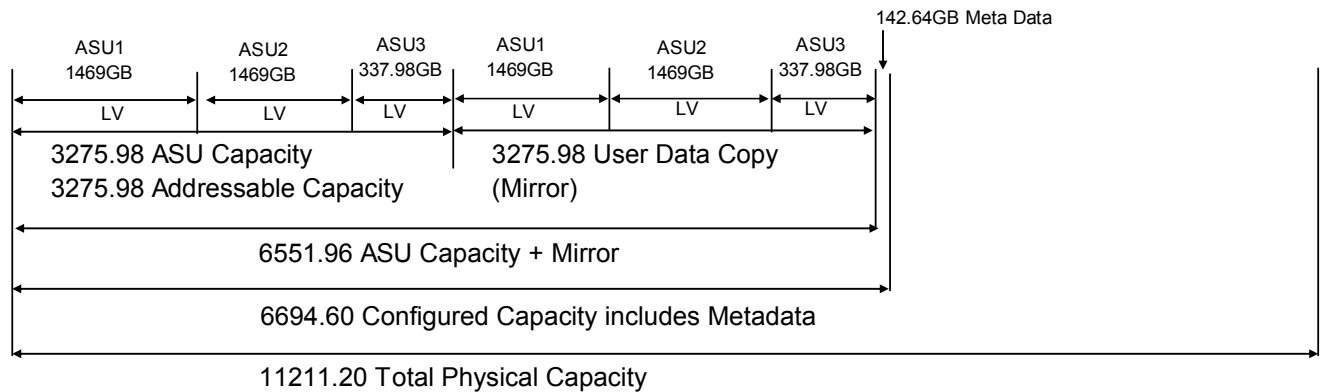 142.64GB Meta Data
ASU1
1469GB
ASU2
1469GB
ASU3
337.98GB
ASU1
1469GB
ASU2
1469GB
ASU3
337.98GB
LV
LV
LV
LV
LV
LV
3275.98 ASU Capacity
3275.98 Addressable Capacity
3275.98 User Data Copy
(Mirror)
6551.96 ASU Capacity + Mirror
6694.60 Configured Capacity includes Metadata
11211.20 Total Physical Capacity